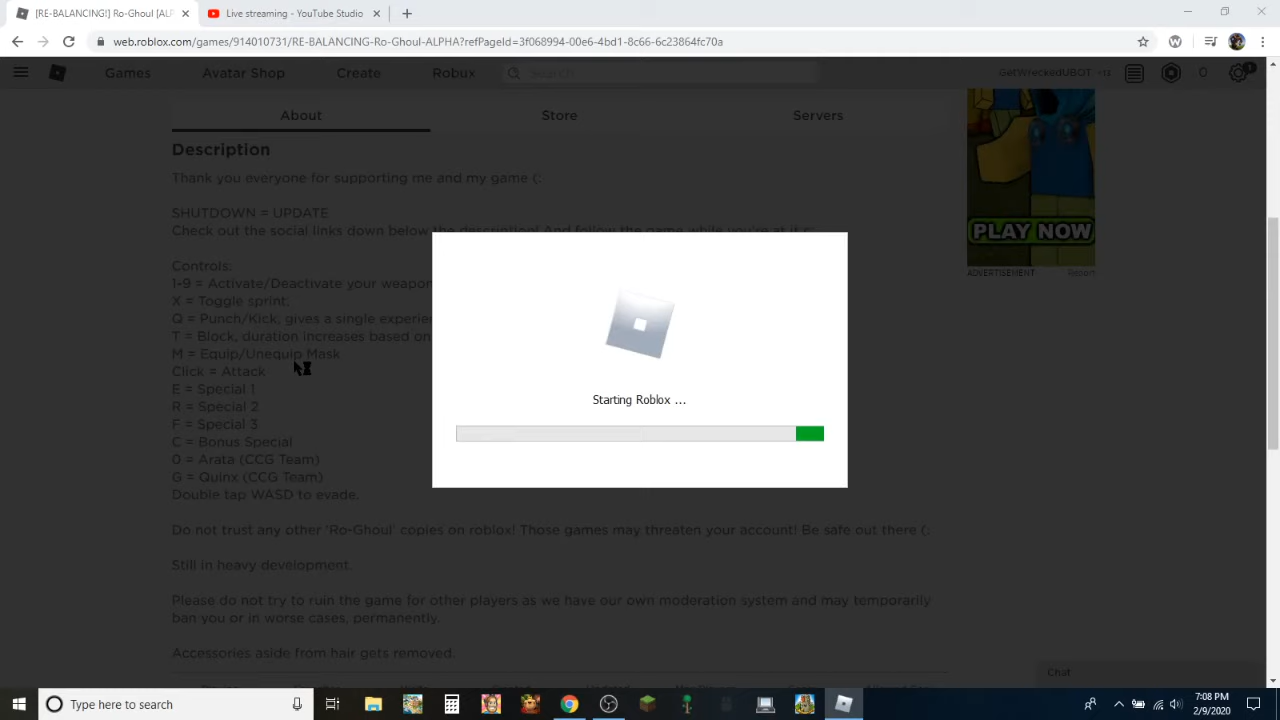 [RE-BALANCING!] Ro-Ghoul [AL
Live streaming - YouTube Studio
web.roblox.com/games/914010731/RE-BALANCING-Ro-Ghoul-ALPHA?refPageId=3f068994-00e6-4bd1-8c66-6c23864fc70a
Games Avatar Shop Create Robux Search GetWreckedUBOT 0 1
About Store Servers
Description
Thank you everyone for supporting me and my game (:
SHUTDOWN = UPDATE
Check out the social links down below the description! And follow the game while you're at it (:
Controls:
1-9 = Activate/Deactivate your weapon
X = Toggle sprint.
Q = Punch/Kick, gives a single experien
T = Block, duration increases based on
M = Equip/Unequip Mask
Click = Attack
E = Special 1
R = Special 2
F = Special 3
C = Bonus Special
0 = Arata (CCG Team)
G = Quinx (CCG Team)
Double tap WASD to evade.
Do not trust any other 'Ro-Ghoul' copies on roblox! Those games may threaten your account! Be safe out there (:
Still in heavy development.
Please do not try to ruin the game for other players as we have our own moderation system and may temporarily
ban you or in worse cases, permanently.
Accessories aside from hair gets removed.
Starting Roblox ...
PLAY NOW
ADVERTISEMENT Report
Chat
Type here to search
7:08 PM
2/9/2020